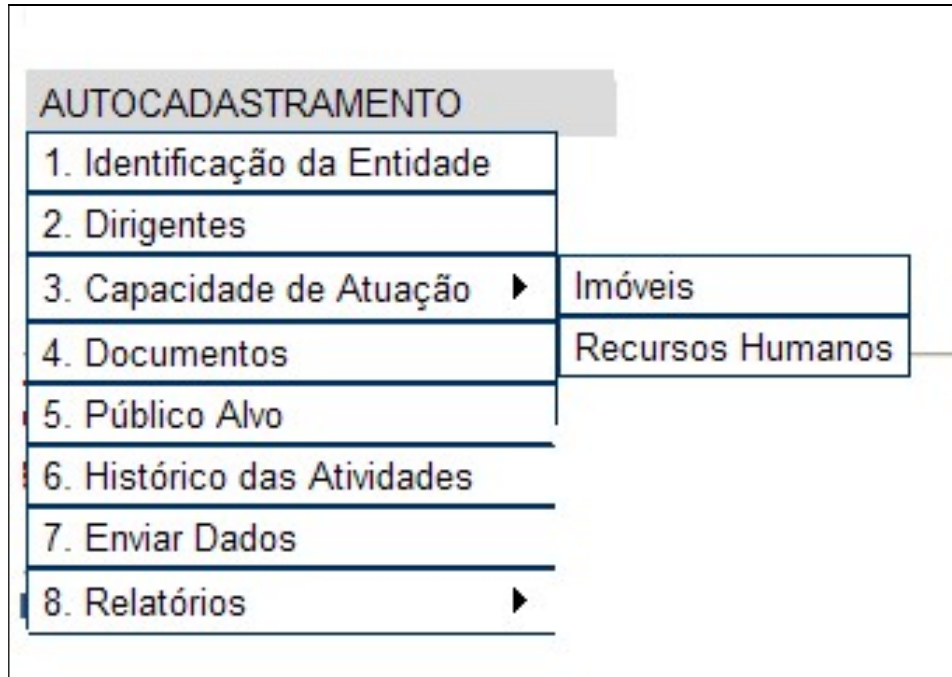 AUTOCADASTRAMENTO
1. Identificação da Entidade
2. Dirigentes
3. Capacidade de Atuação
Imóveis
4. Documentos
Recursos Humanos
5. Público Alvo
6. Histórico das Atividades
7. Enviar Dados
8. Relatórios